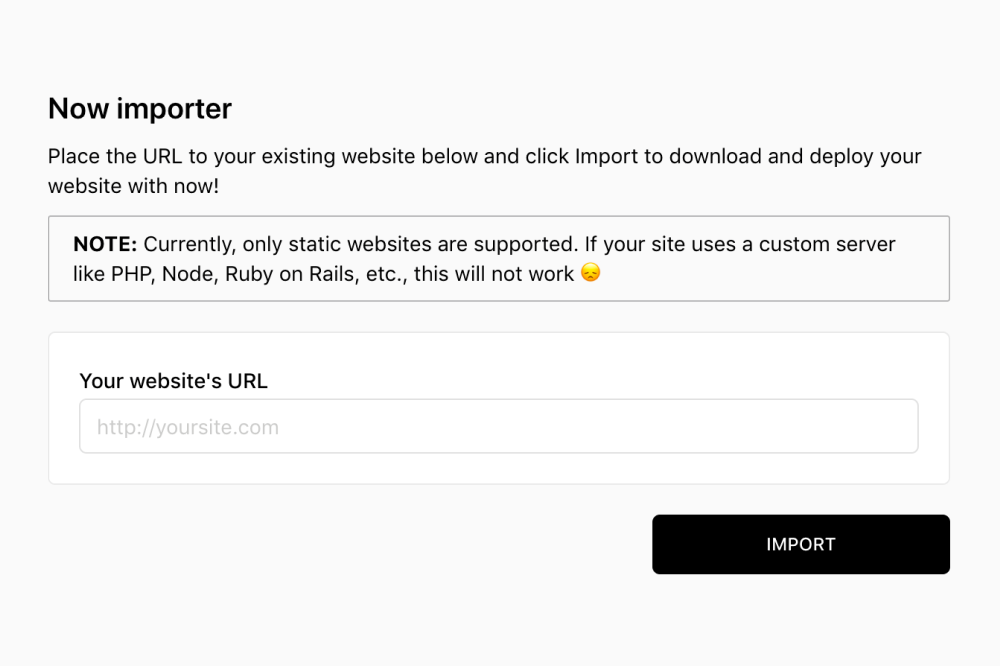 Now importer
Place the URL to your existing website below and click Import to download and deploy your
website with now!
NOTE: Currently, only static websites are supported. If your site uses a custom server
like PHP, Node, Ruby on Rails, etc., this will not work 😞
Your website's URL
http://yoursite.com
IMPORT